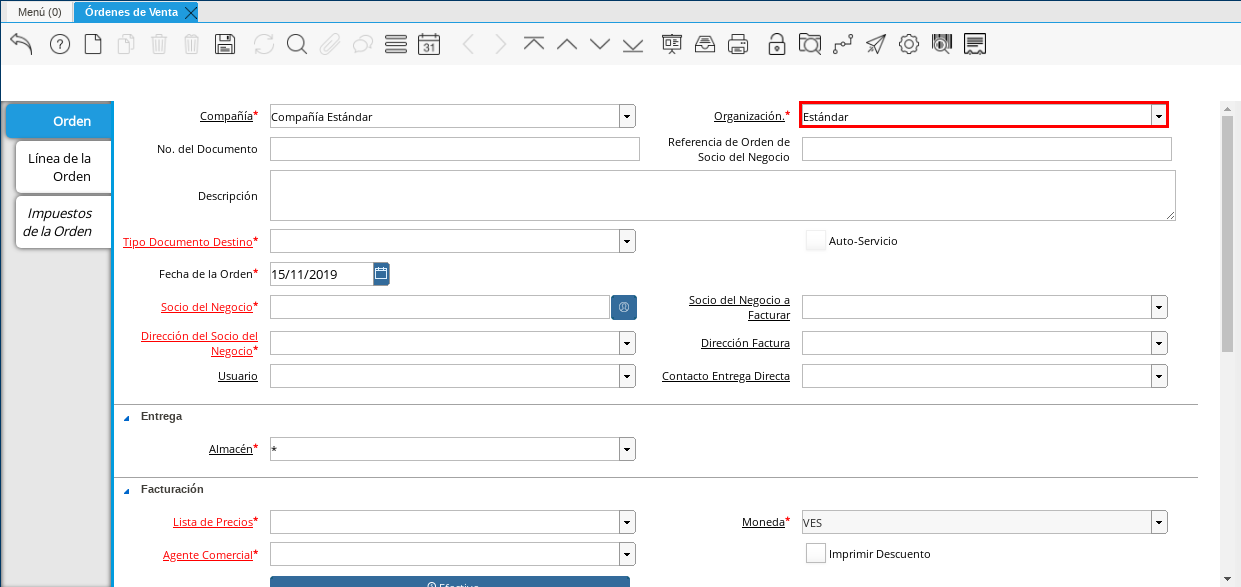 Menú (0)
Órdenes de Venta
31
Orden
Línea de la
Orden
Impuestos
de la Orden
Compañía*
Compañía Estándar
Organización.*
Estándar
No. del Documento
Referencia de Orden de
Socio del Negocio
Descripción
Tipo Documento Destino*
Auto-Servicio
Fecha de la Orden*
15/11/2019
Socio del Negocio*
Socio del Negocio a
Facturar
Dirección del Socio del
Negocio*
Dirección Factura
Usuario
Contacto Entrega Directa
Entrega
Almacén*
*
Facturación
Lista de Precios*
Moneda*
VES
Agente Comercial*
Imprimir Descuento
Efectivo